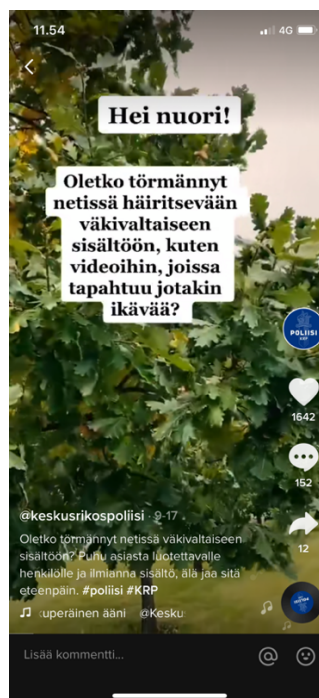 11.54
4G
Hei nuori!
Oletko törmännyt
netissä häiritsevään
väkivaltaiseen
sisältöön, kuten
videoihin, joissa
tapahtuu jotakin
ikävää?
POLIISI
KRP
1642
152
12
@keskusrikospoliisi · 9-17
Oletko törmännyt netissä väkivaltaiseen
sisältöön? Puhu asiasta luotettavalle
henkilölle ja ilmianna sisältö, älä jaa sitä
eteenpäin. #poliisi #KRP
kuperäinen ääni @Kesku
Lisää kommentti...